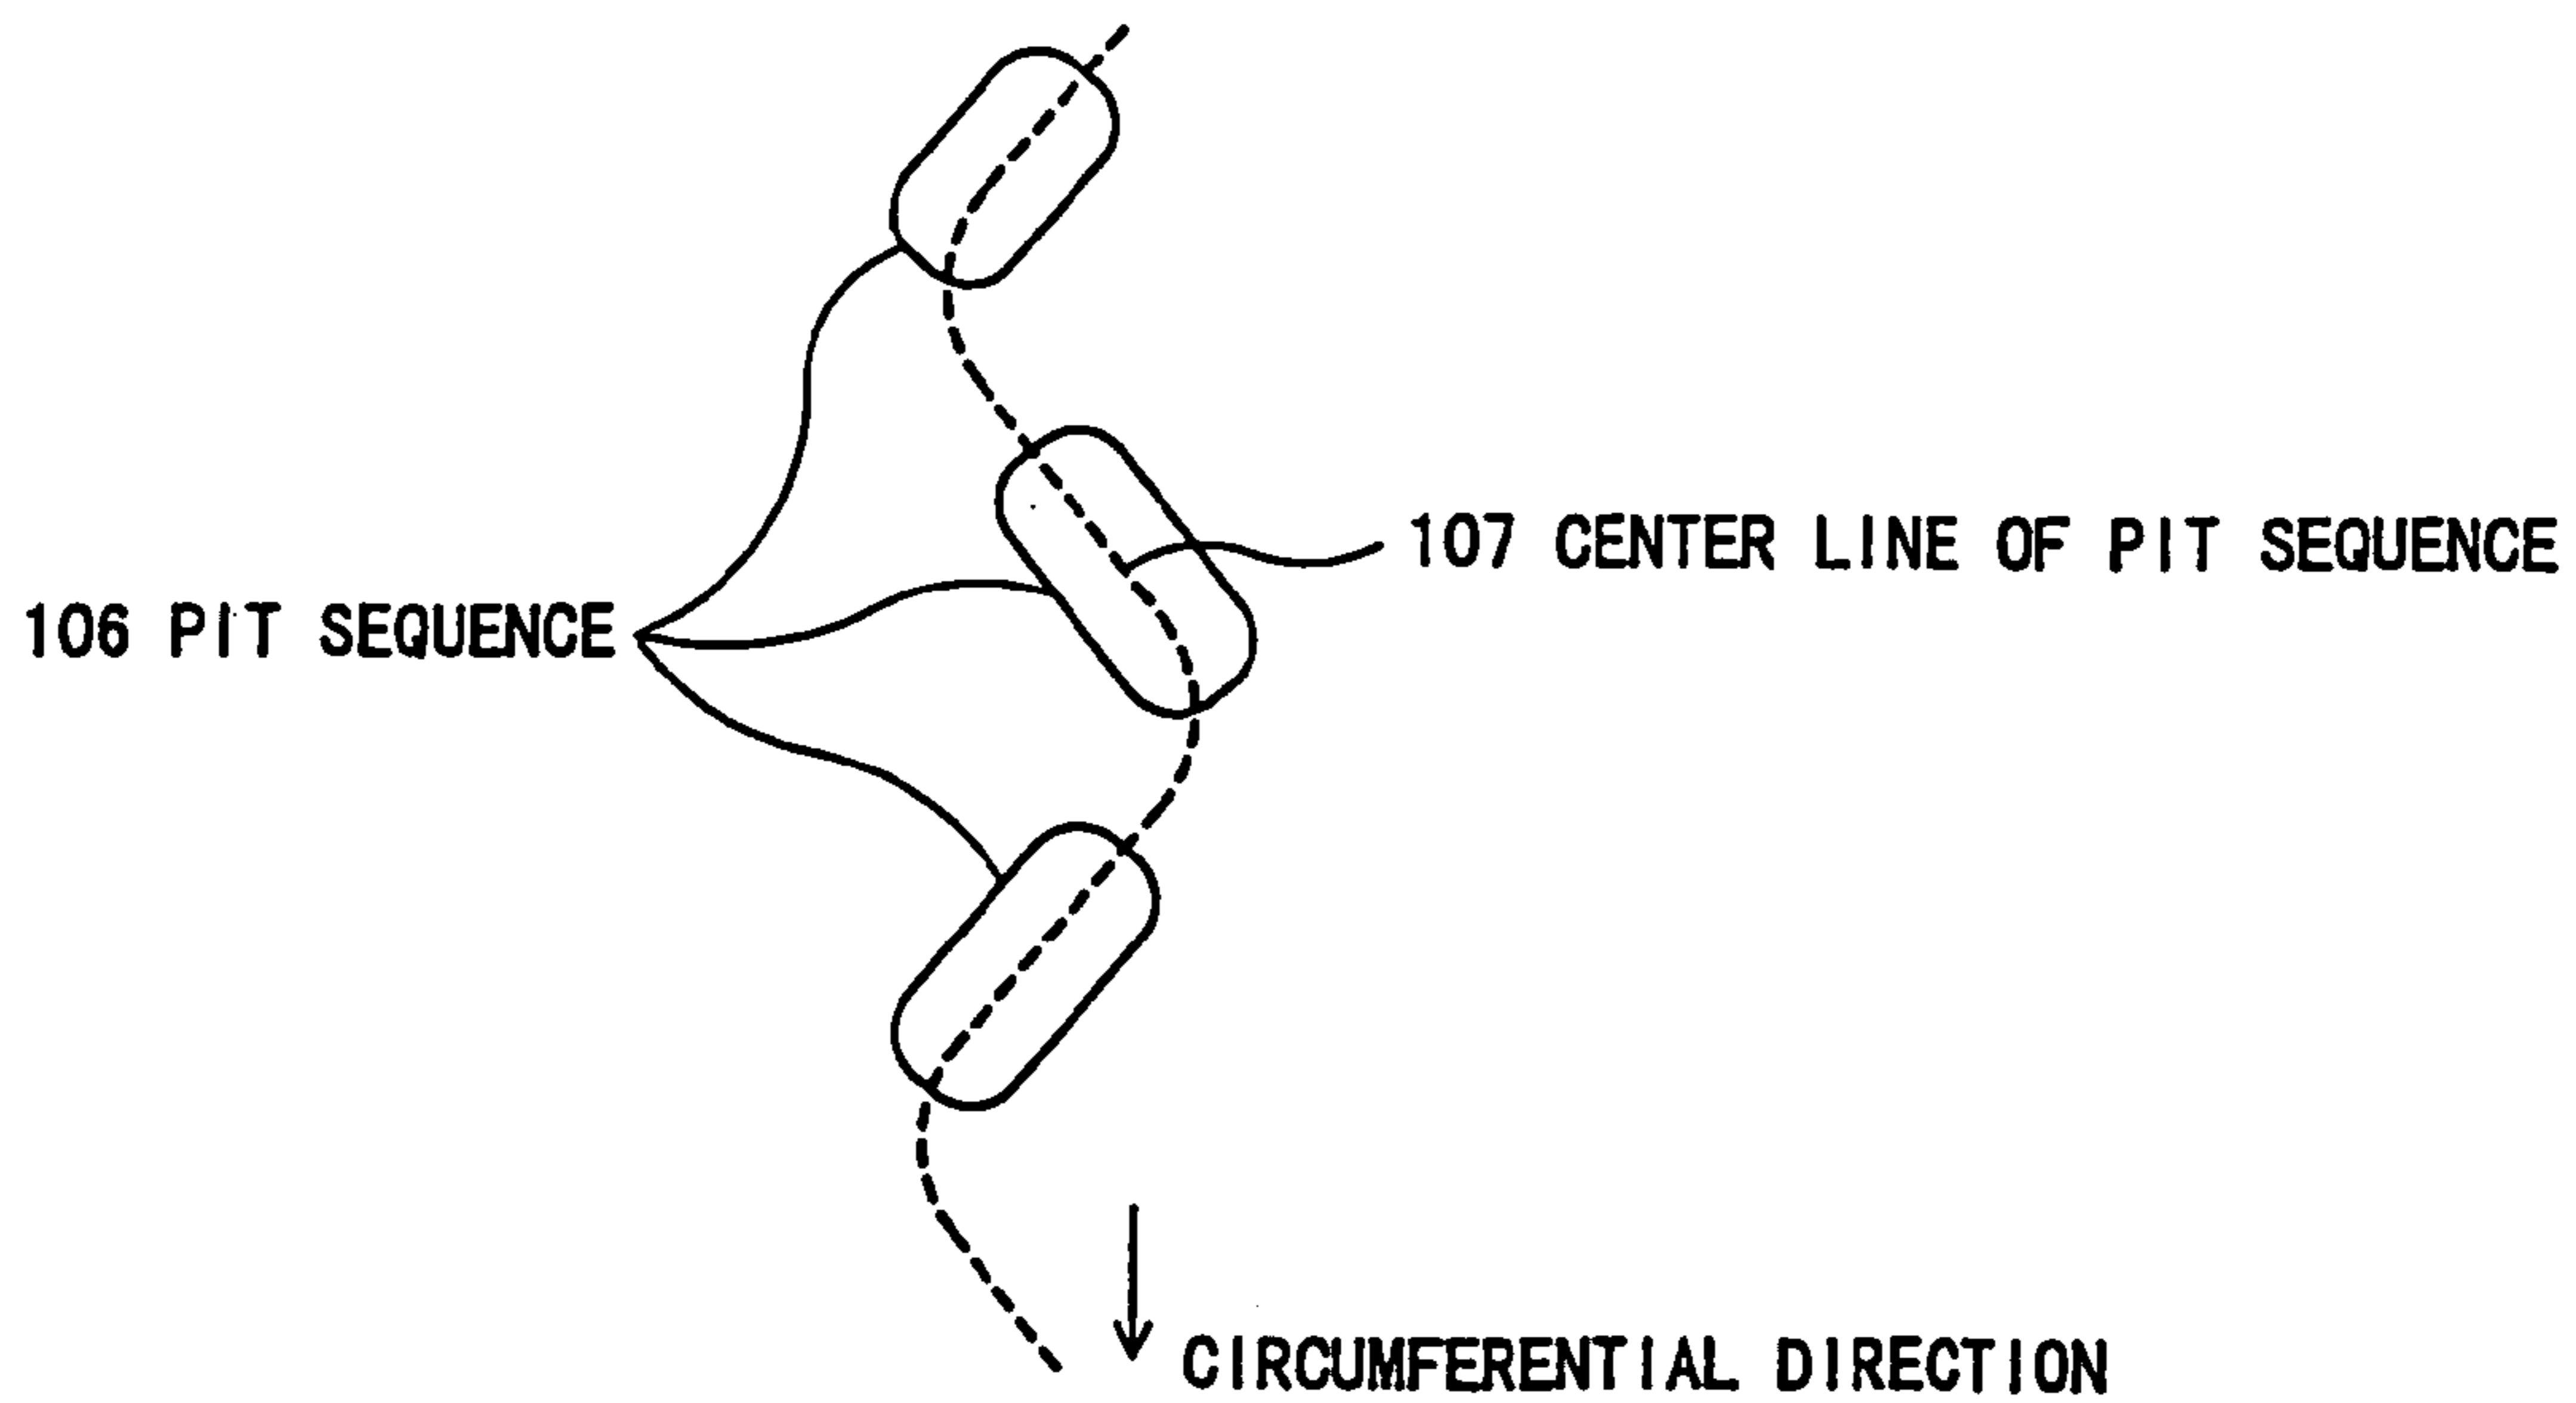 107 CENTER LINE OF PIT SEQUENCE
106 PIT SEQUENCE
CIRCUMFERENTIAL DIRECTION